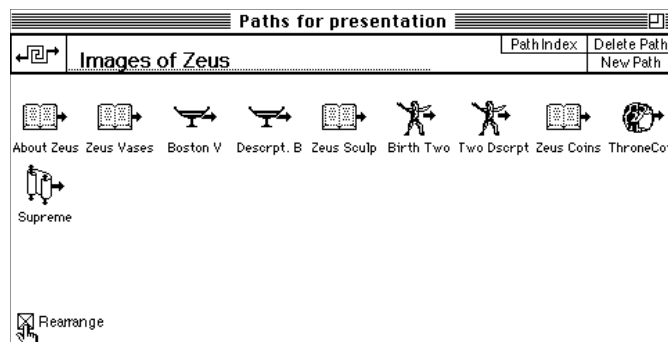 Paths for presentation
Path Index Delete Path
Images of Zeus New Path
About Zeus Zeus Vases Boston V Descrpt. B Zeus Sculp Birth Two Two Dscrpt Zeus Coins ThroneCo
Supreme
Rearrange